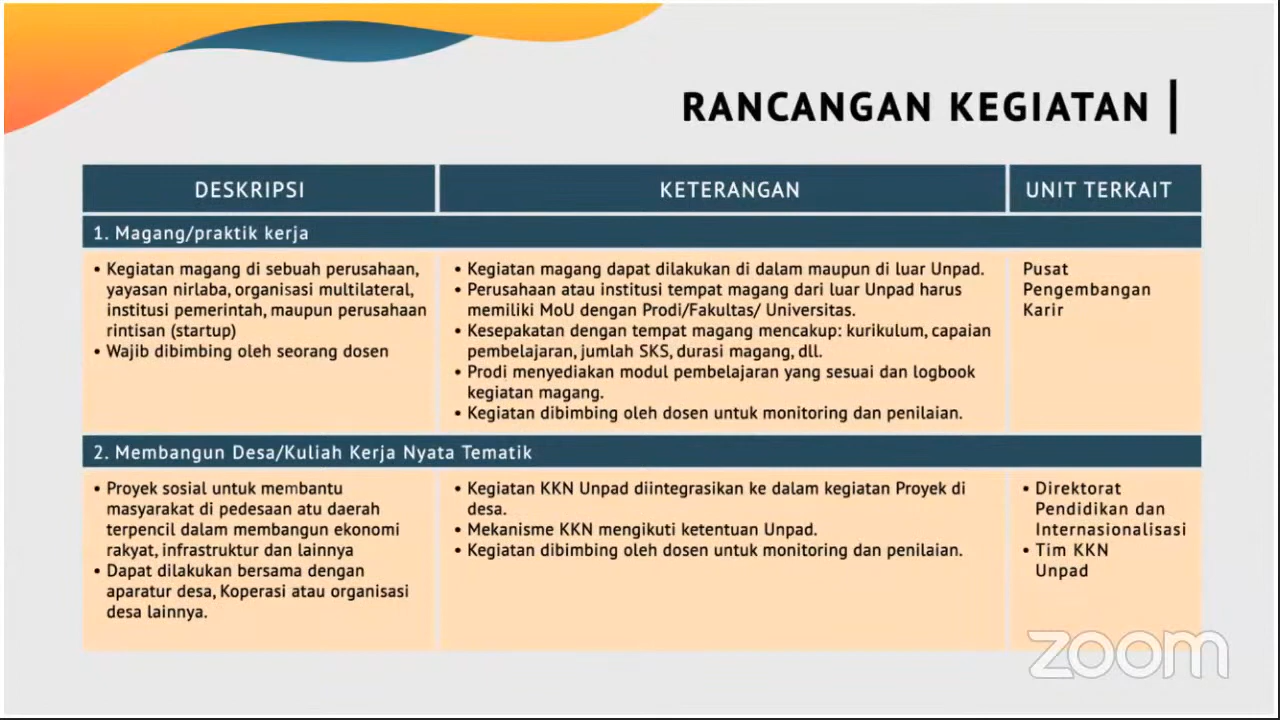 RANCANGAN KEGIATAN
DESKRIPSI
KETERANGAN
UNIT TERKAIT
1. Magang/praktik kerja
• Kegiatan magang di sebuah perusahaan,
yayasan nirlaba, organisasi multilateral,
institusi pemerintah, maupun perusahaan
rintisan (startup)
• Wajib dibimbing oleh seorang dosen
• Kegiatan magang dapat dilakukan di dalam maupun di luar Unpad.
• Perusahaan atau institusi tempat magang dari luar Unpad harus
memiliki MoU dengan Prodi/Fakultas/ Universitas.
• Kesepakatan dengan tempat magang mencakup: kurikulum, capaian
pembelajaran, jumlah SKS, durasi magang, dll.
• Prodi menyediakan modul pembelajaran yang sesuai dan logbook
kegiatan magang.
• Kegiatan dibimbing oleh dosen untuk monitoring dan penilaian.
Pusat
Pengembangan
Karir
2. Membangun Desa/Kuliah Kerja Nyata Tematik
• Proyek sosial untuk membantu
masyarakat di pedesaan atu daerah
terpencil dalam membangun ekonomi
rakyat, infrastruktur dan lainnya
• Dapat dilakukan bersama dengan
aparatur desa, Koperasi atau organisasi
desa lainnya.
• Kegiatan KKN Unpad diintegrasikan ke dalam kegiatan Proyek di
desa.
• Mekanisme KKN mengikuti ketentuan Unpad.
• Kegiatan dibimbing oleh dosen untuk monitoring dan penilaian.
• Direktorat
Pendidikan dan
Internasionalisasi
• Tim KKN
Unpad
zoom